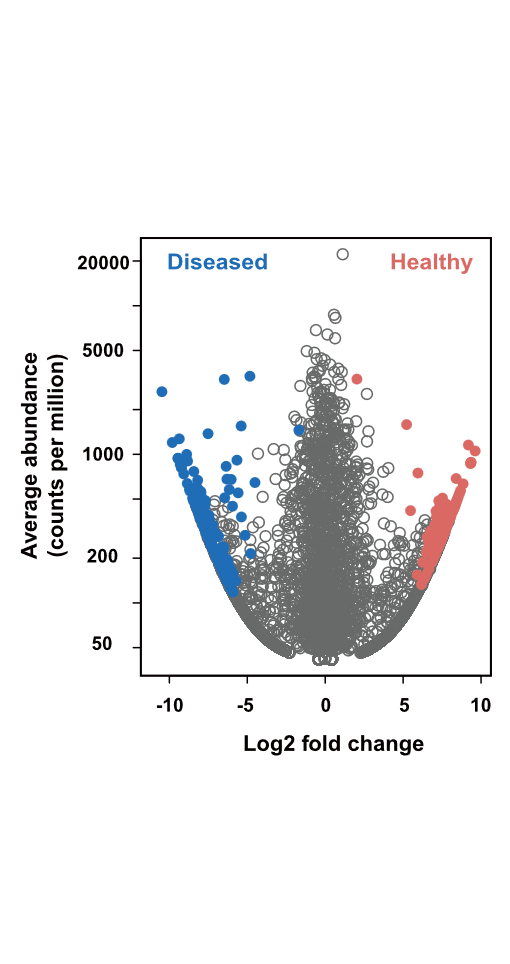 Diseased Healthy
20000
5000
1000
200
50
Average abundance
(counts per million)
-10 -5 0 5 10
Log2 fold change